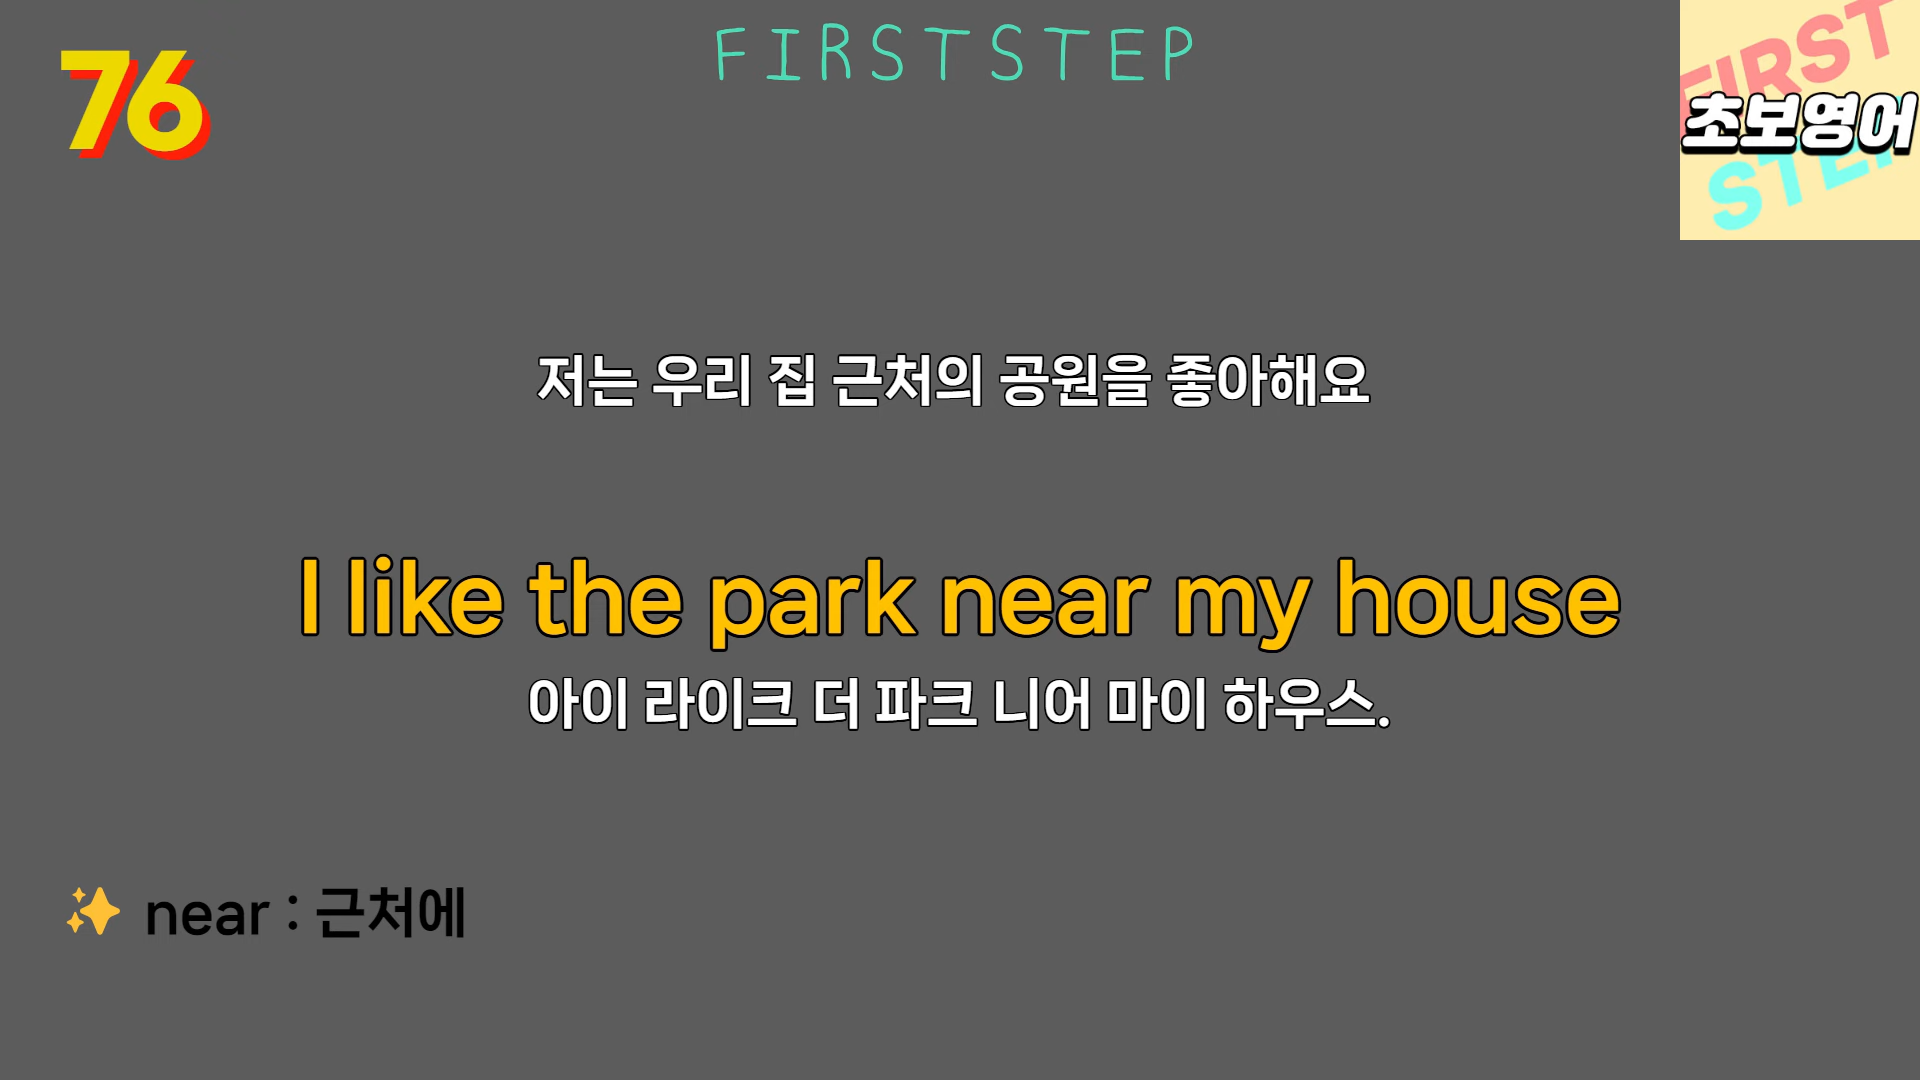 FIRSTSTEP
76
FIRST
초보영어
STEP
저는 우리 집 근처의 공원을 좋아해요
I like the park near my house
아이 라이크 더 파크 니어 마이 하우스.
✨ near : 근처에